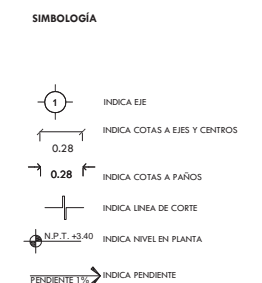 SIMBOLOGÍA
1 INDICA EJE
INDICA COTAS A EJES Y CENTROS
0.28
0.28 INDICA COTAS A PAÑOS
INDICA LINEA DE CORTE
N.P.T. +3.40 INDICA NIVEL EN PLANTA
PENDIENTE 1% INDICA PENDIENTE